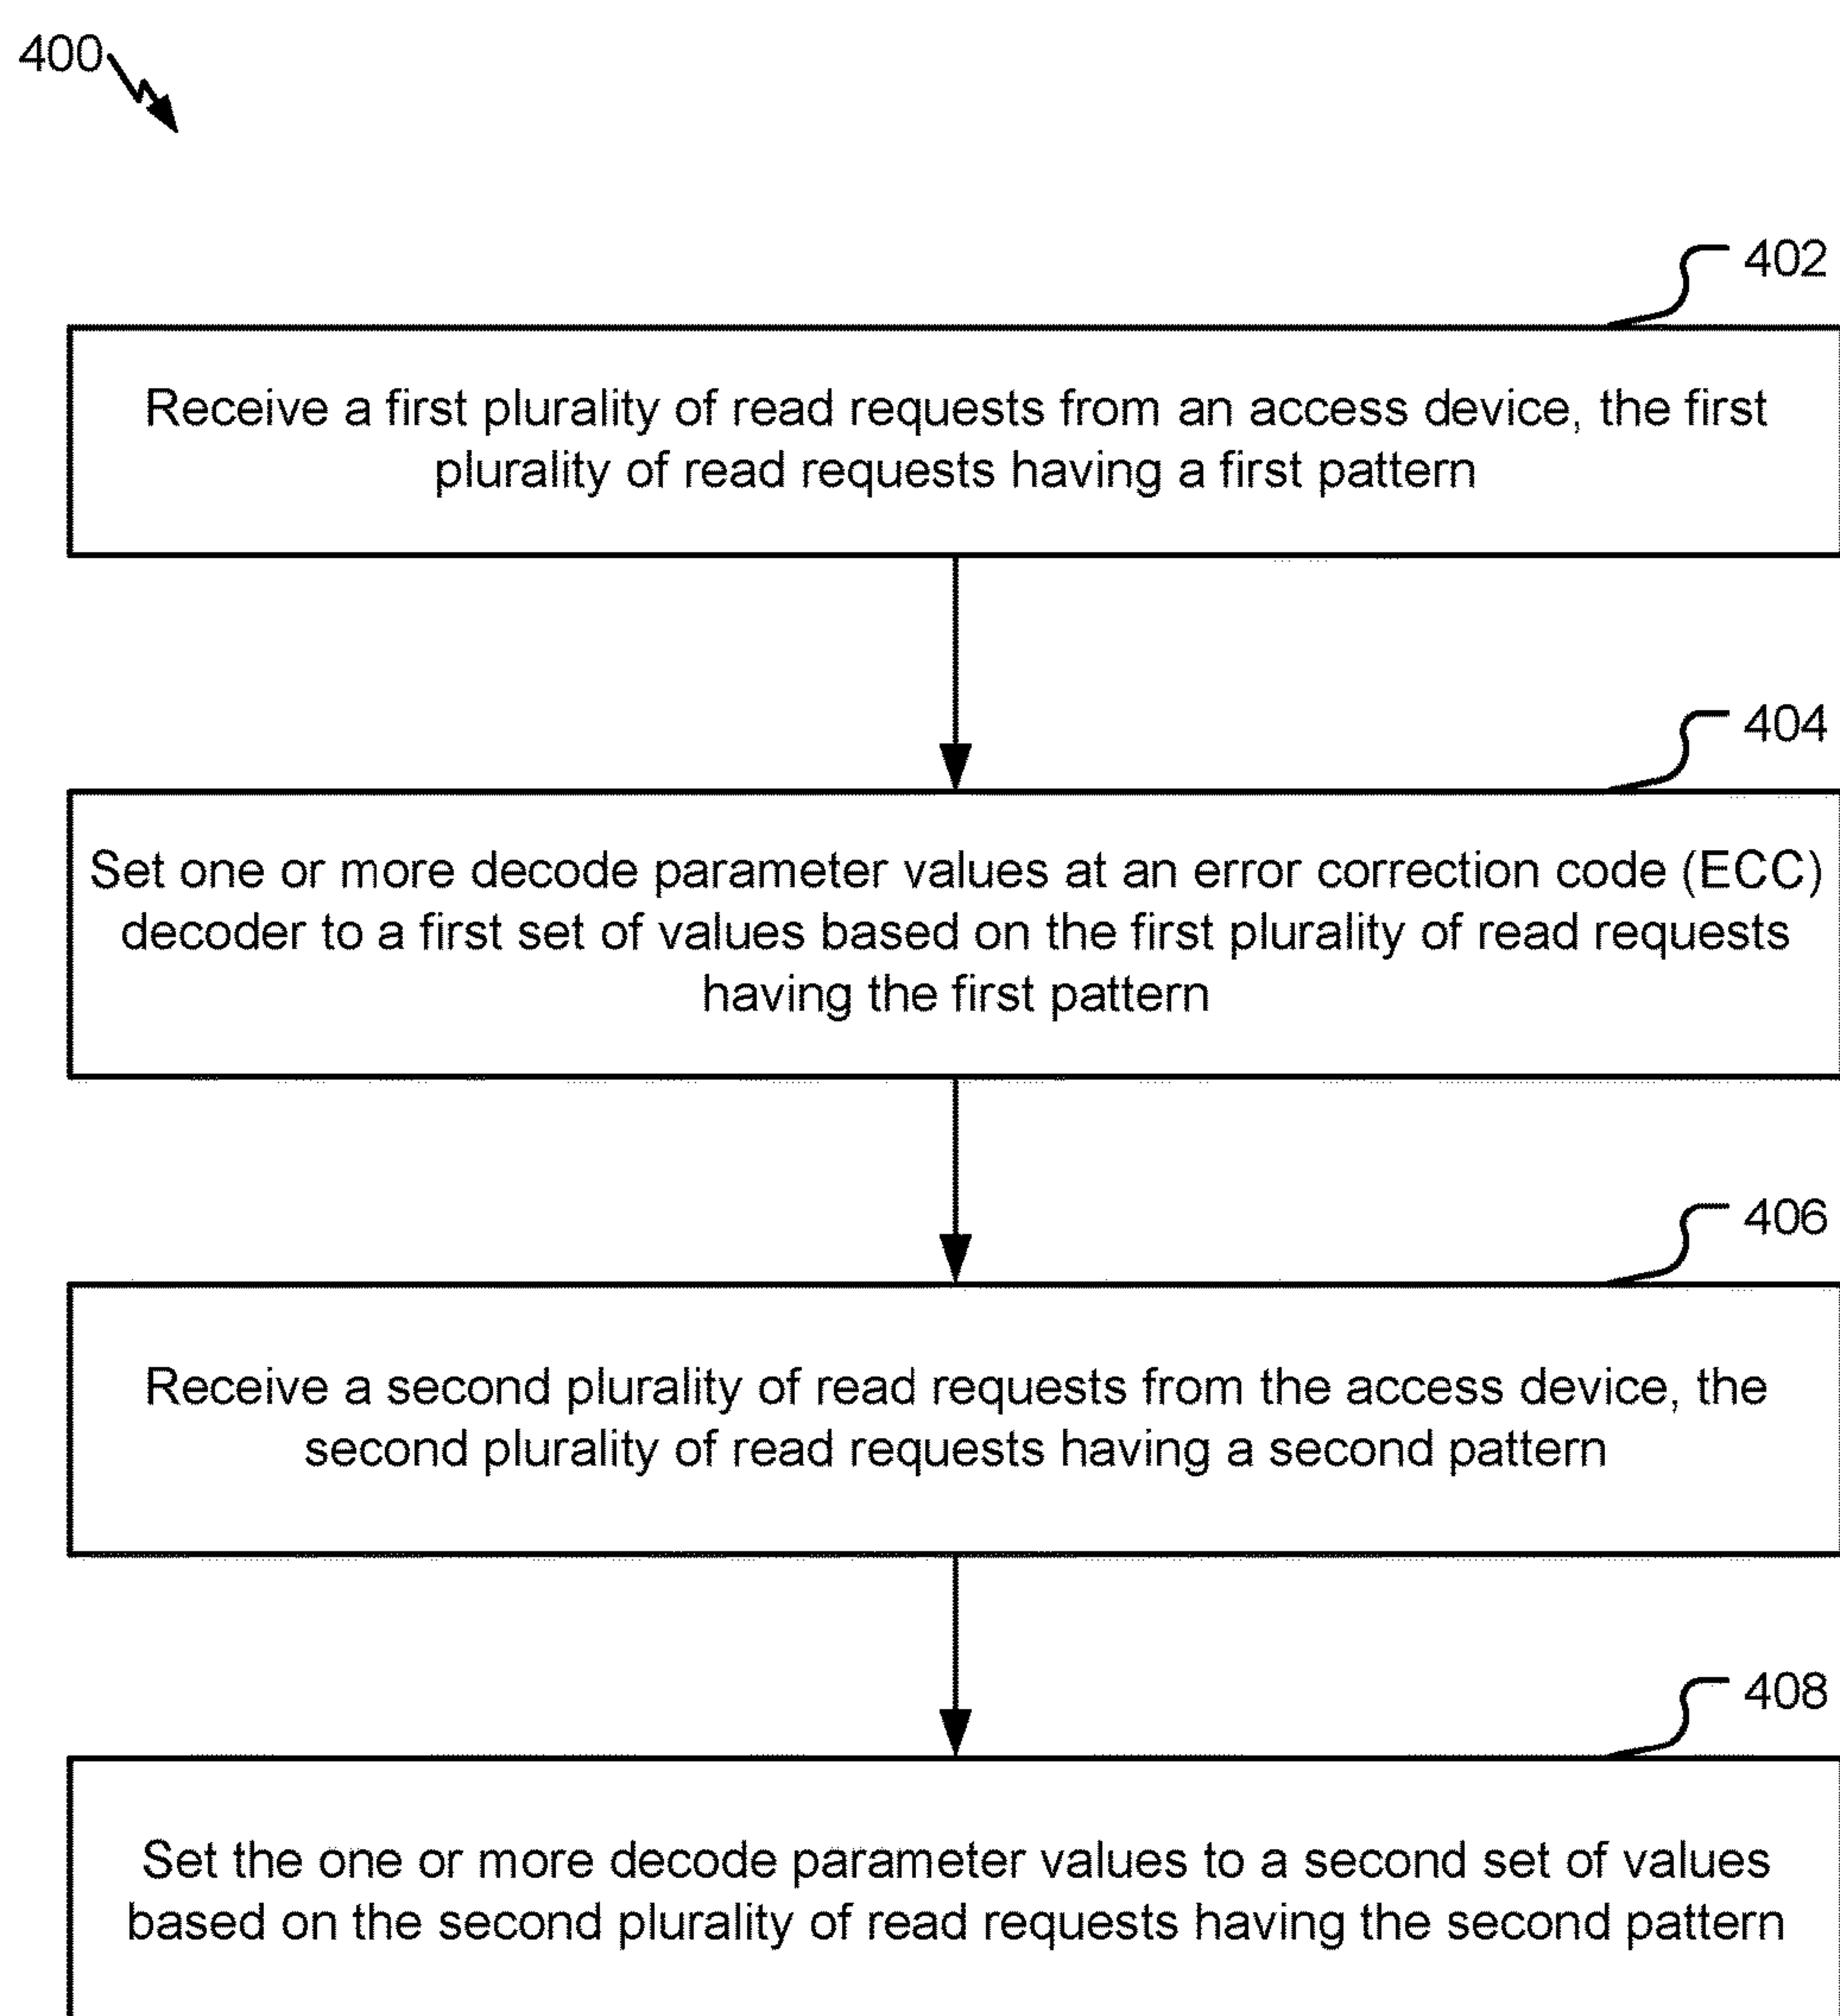 400
402
Receive a first plurality of read requests from an access device, the first
plurality of read requests having a first pattern
404
Set one or more decode parameter values at an error correction code (ECC)
decoder to a first set of values based on the first plurality of read requests
having the first pattern
406
Receive a second plurality of read requests from the access device, the
second plurality of read requests having a second pattern
408
Set the one or more decode parameter values to a second set of values
based on the second plurality of read requests having the second pattern